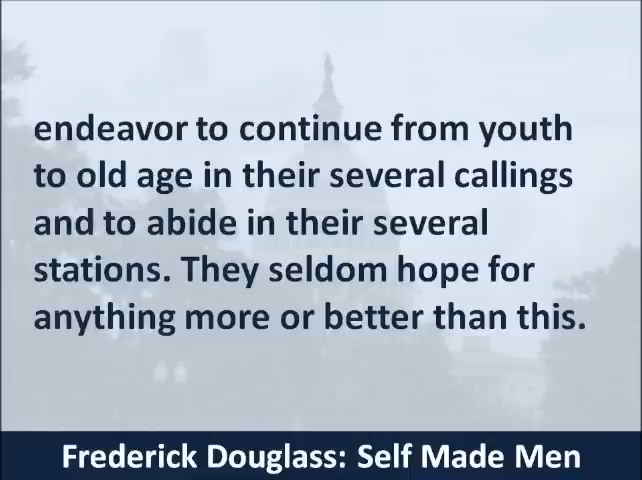 endeavor to continue from youth
to old age in their several callings
and to abide in their several
stations. They seldom hope for
anything more or better than this.
Frederick Douglass: Self Made Men